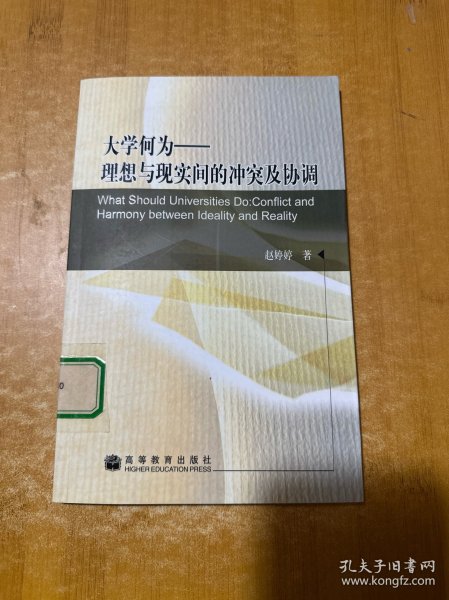 大学何为——
理想与现实间的冲突及协调
What Should Universities Do:Conflict and
Harmony between Ideality and Reality
赵婷婷 著
高等教育出版社
HIGHER EDUCATION PRESS
孔夫子旧书网
www.kongfz.com